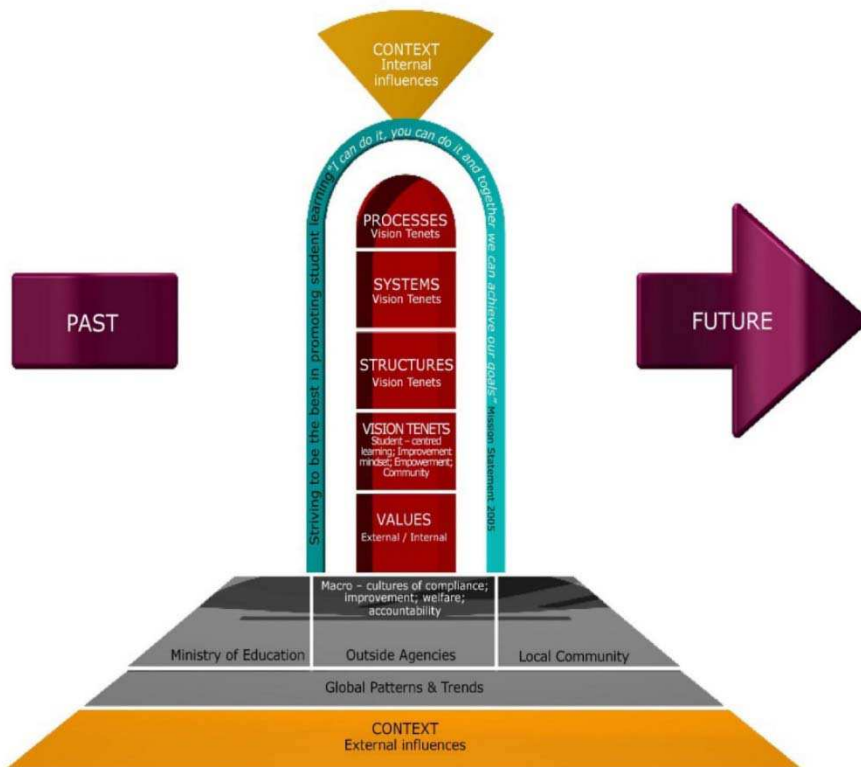 CONTEXT
Internal
influences
Striving to be the best in promoting student learning "I can do it, you can do it and together we can achieve our goals" Mission Statement 2005
PROCESSES
Vision Tenets
SYSTEMS
Vision Tenets
PAST
FUTURE
STRUCTURES
Vision Tenets
VISION TENETS
Student – centred
learning; Improvement
mindset; Empowerment;
Community
VALUES
External / Internal
Macro – cultures of compliance;
improvement; welfare;
accountability
Ministry of Education
Outside Agencies
Local Community
Global Patterns & Trends
CONTEXT
External influences